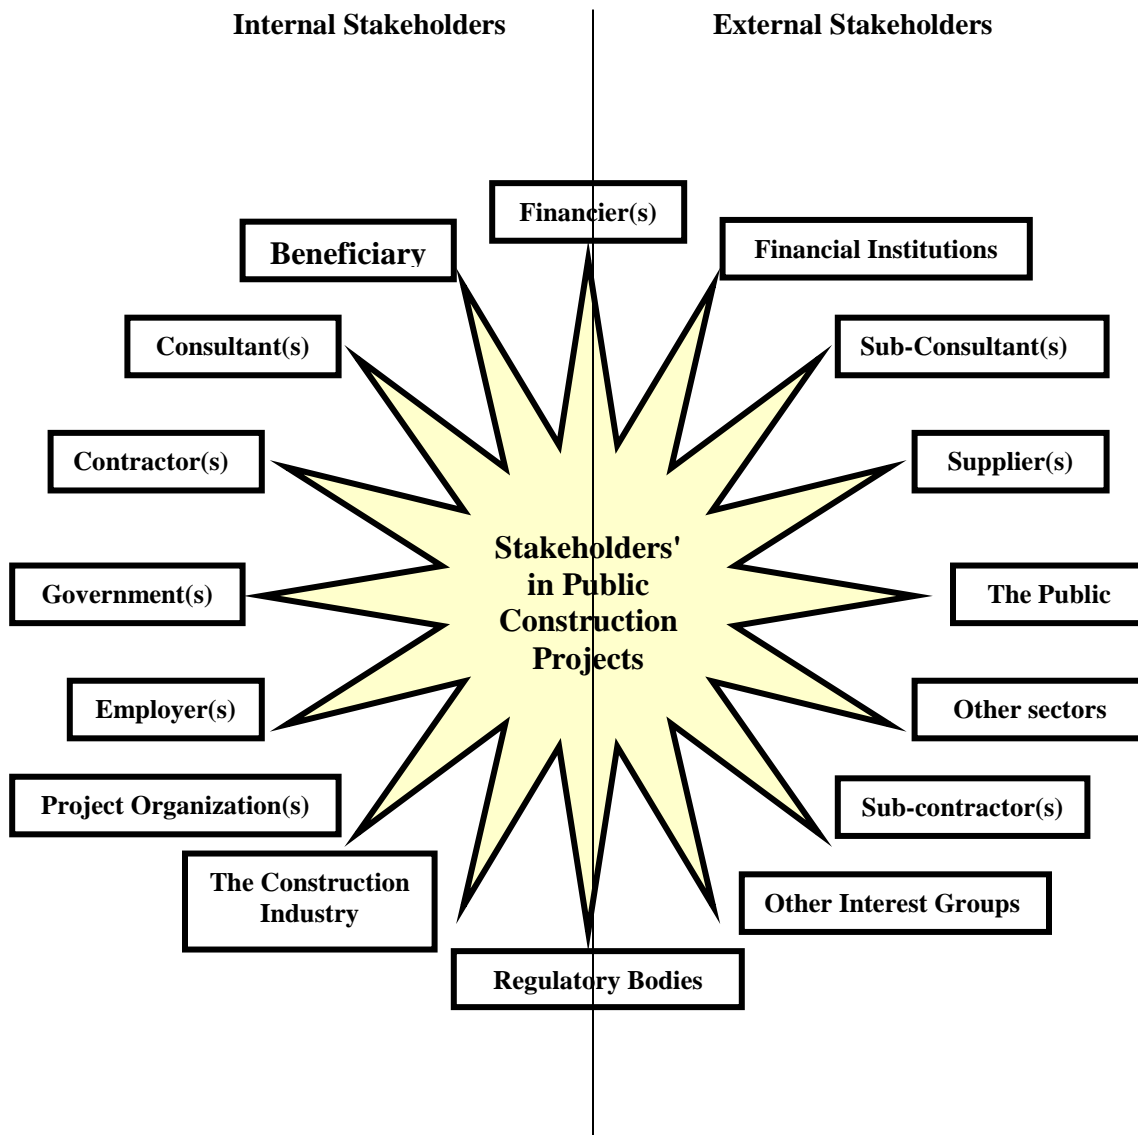 Internal Stakeholders
External Stakeholders
Financier(s)
Beneficiary
Financial Institutions
Consultant(s)
Sub-Consultant(s)
Contractor(s)
Supplier(s)
Stakeholders'
in Public
Construction
Projects
Government(s)
The Public
Employer(s)
Other sectors
Project Organization(s)
Sub-contractor(s)
The Construction
Industry
Other Interest Groups
Regulatory Bodies